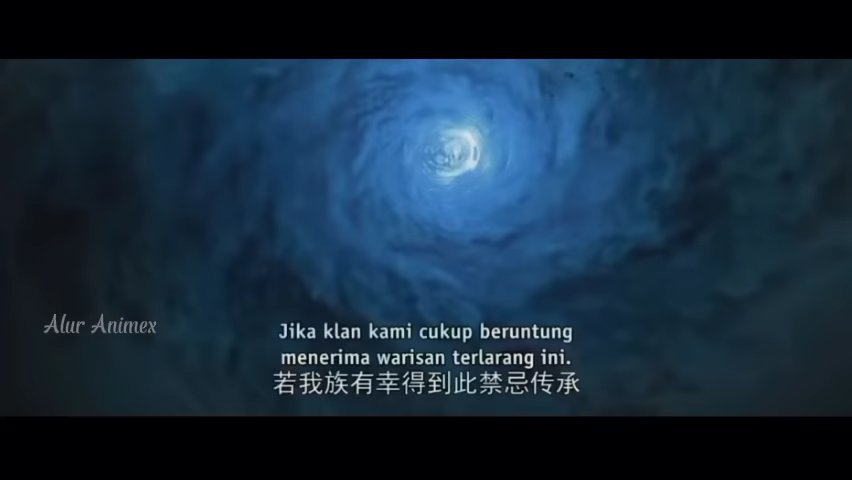 Alur Animex
Jika klan kami cukup beruntung
menerima warisan terlarang ini.
若我族有幸得到此禁忌传承